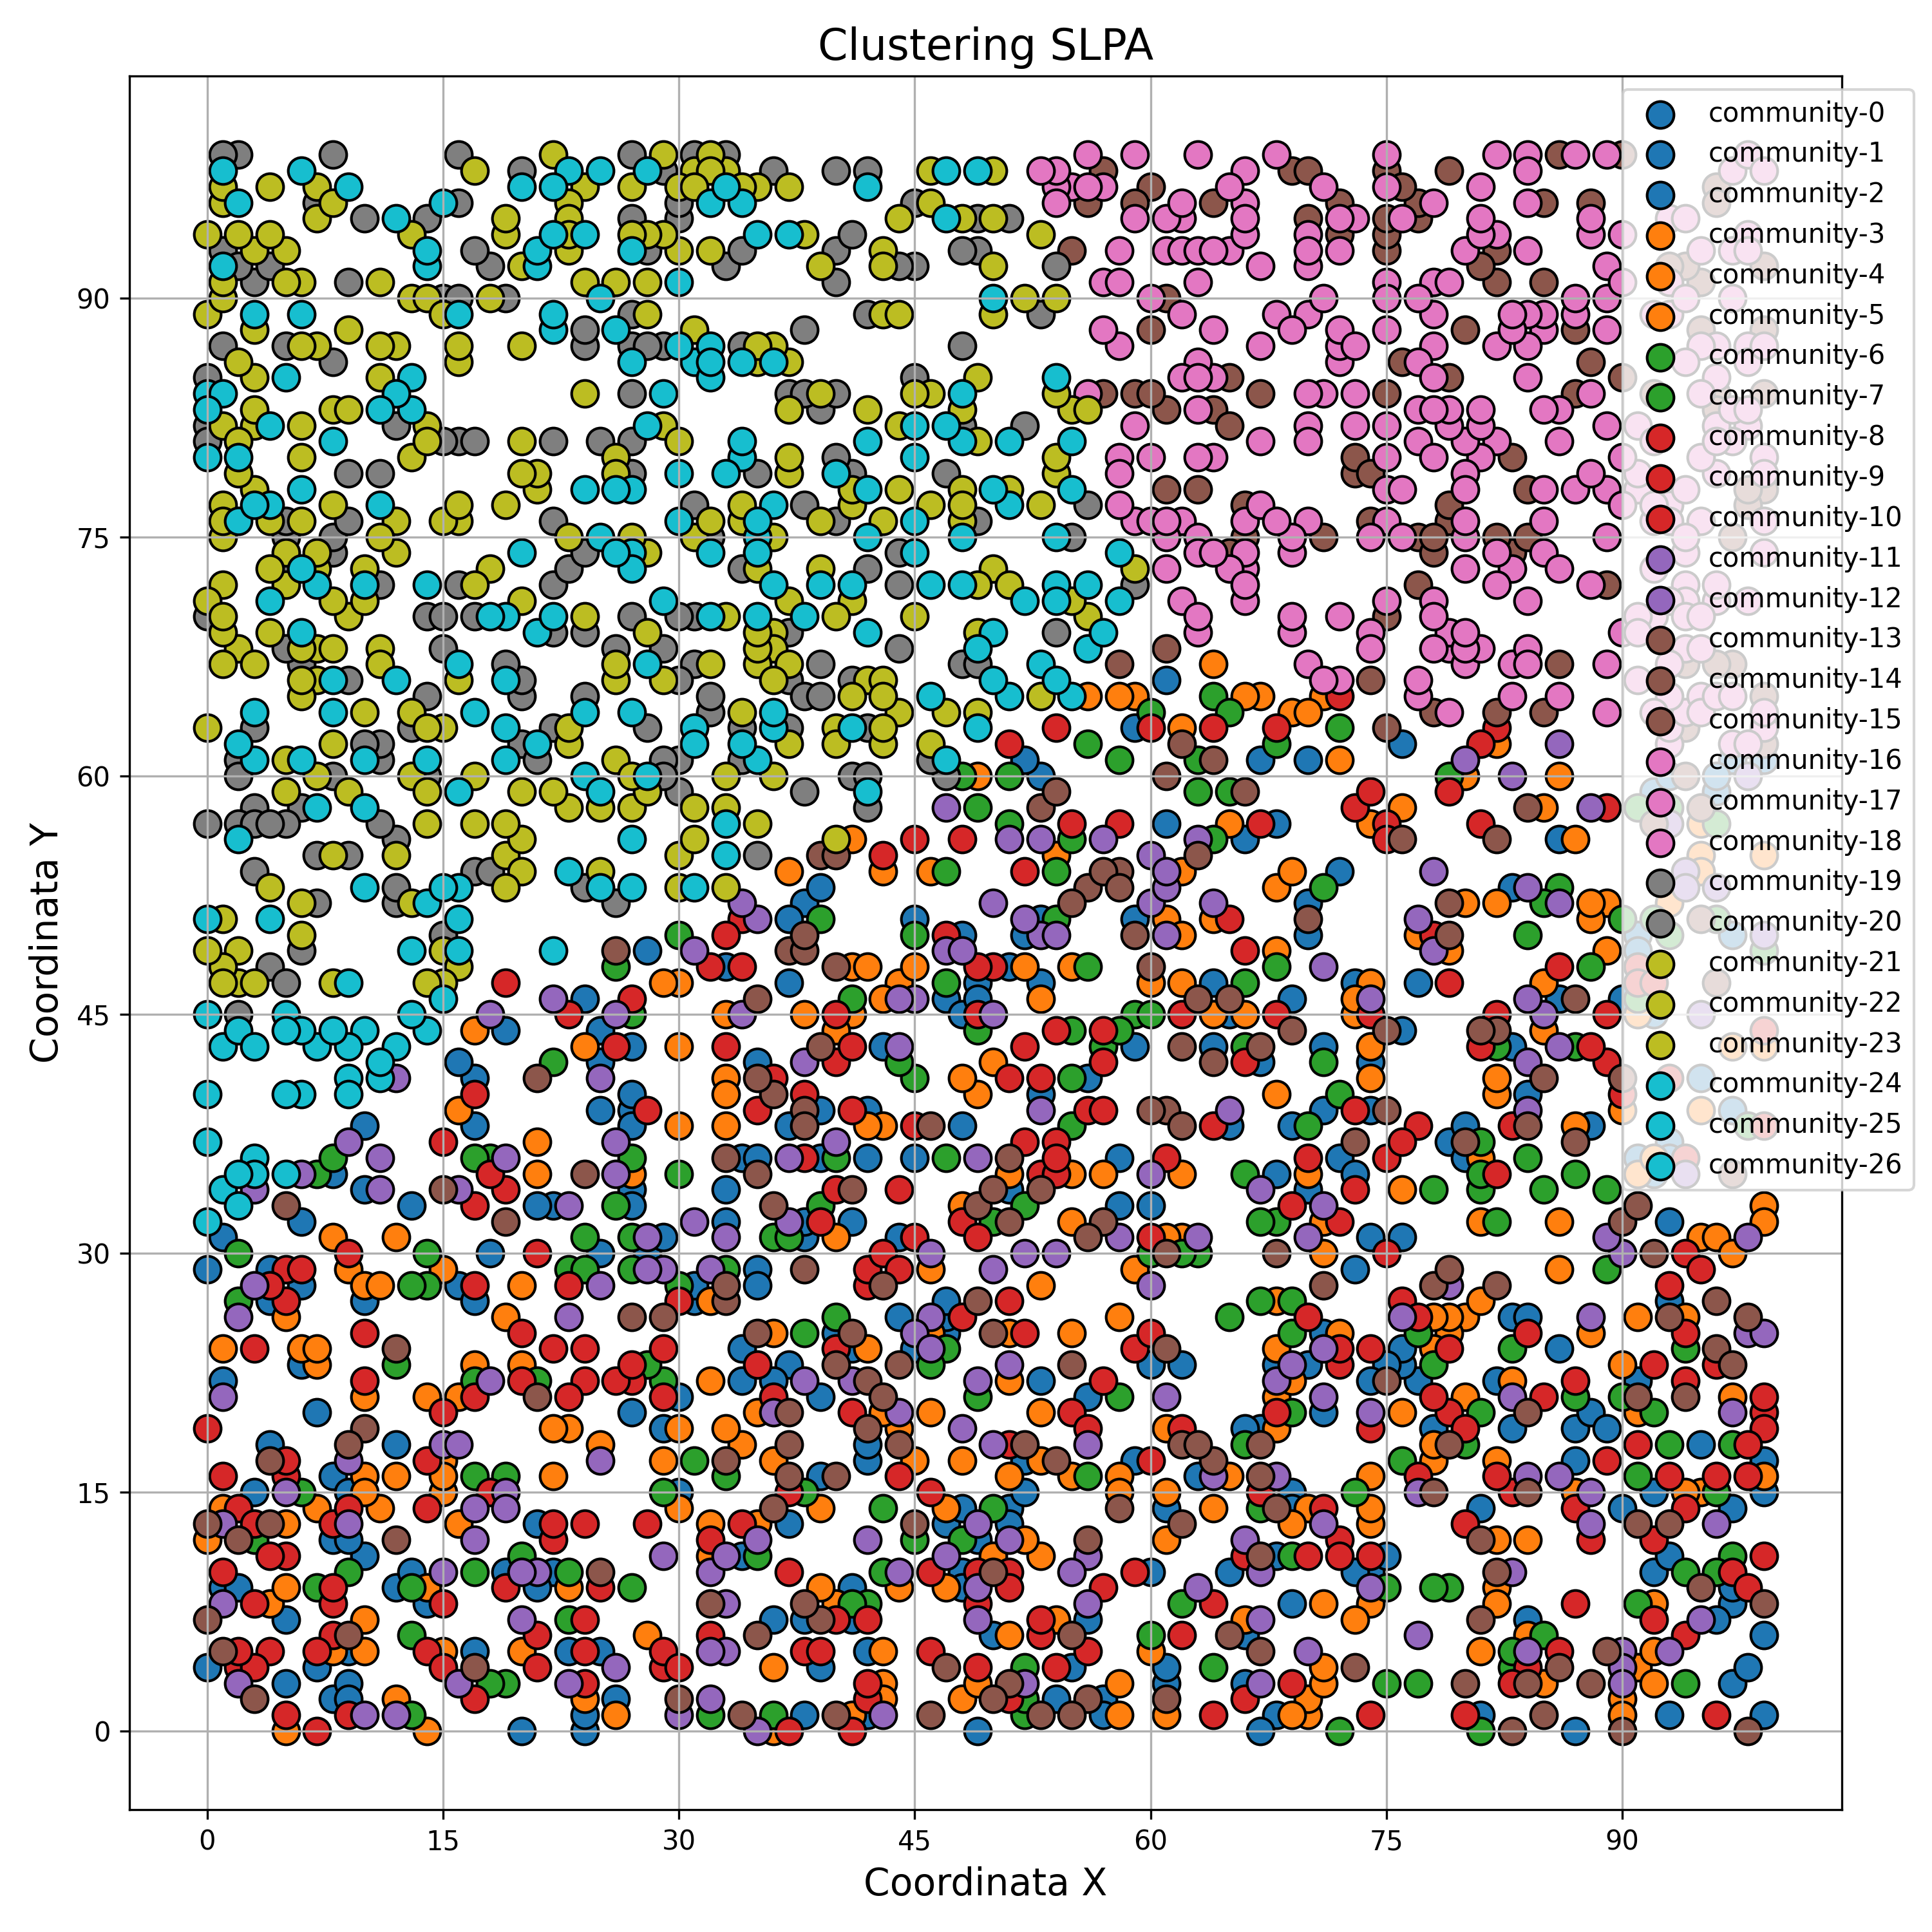 Clustering SLPA
community-0
community-1
community-2
community-3
community-4
community-5
community-6
community-7
community-8
community-9
community-10
community-11
community-12
community-13
community-14
community-15
community-16
community-17
community-18
community-19
community-20
community-21
community-22
community-23
community-24
community-25
community-26
Coordinata Y
90
75
60
45
30
15
0
0 15 30 45 60 75 90
Coordinata X